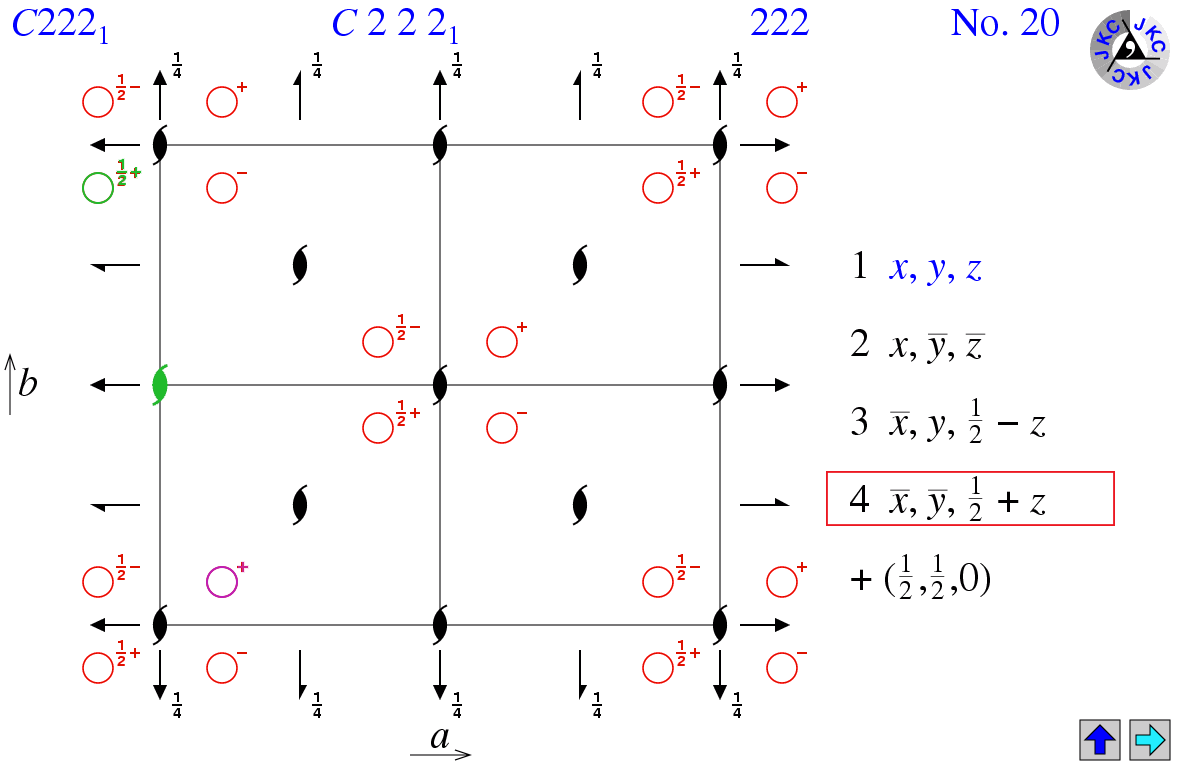 C222₁ C 2 2 2₁ 222 No. 20
JKC JKC JKC ,
1/4 1/4 1/4 1/4 1/4
1/2− + 1/2− +
1/2+ − 1/2+ −
1 x, y, z
1/2− +
2 x, y̅, z̅
b
1/2+ −
3 x̅, y, 1/2 − z
4 x̅, y̅, 1/2 + z
1/2− + 1/2− +
+ (1/2,1/2,0)
1/2+ − 1/2+ −
1/4 1/4 1/4 1/4 1/4
a